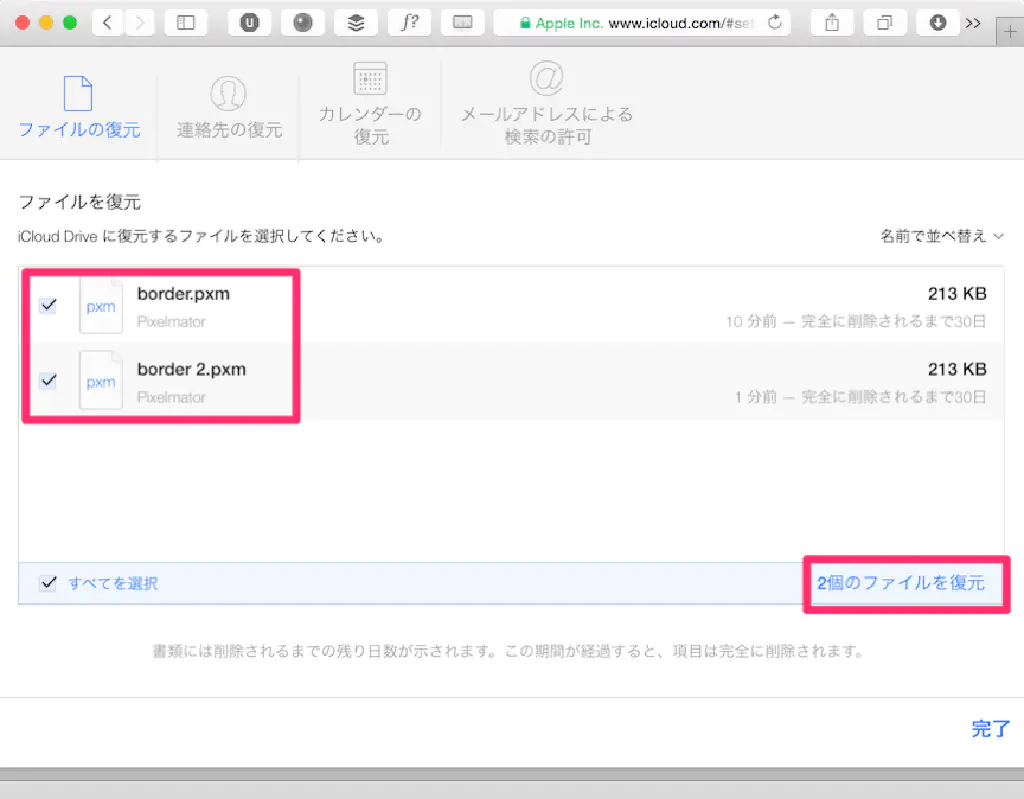 U
f?
Apple Inc. www.icloud.com/#set
>>
ファイルの復元
連絡先の復元
カレンダーの
復元
メールアドレスによる
検索の許可
ファイルを復元
iCloud Drive に復元するファイルを選択してください。
名前で並べ替え
pxm
border.pxm
213 KB
Pixelmator
10 分前 — 完全に削除されるまで30日
pxm
border 2.pxm
213 KB
Pixelmator
1 分前 — 完全に削除されるまで30日
すべてを選択
2個のファイルを復元
書類には削除されるまでの残り日数が示されます。この期間が経過すると、項目は完全に削除されます。
完了